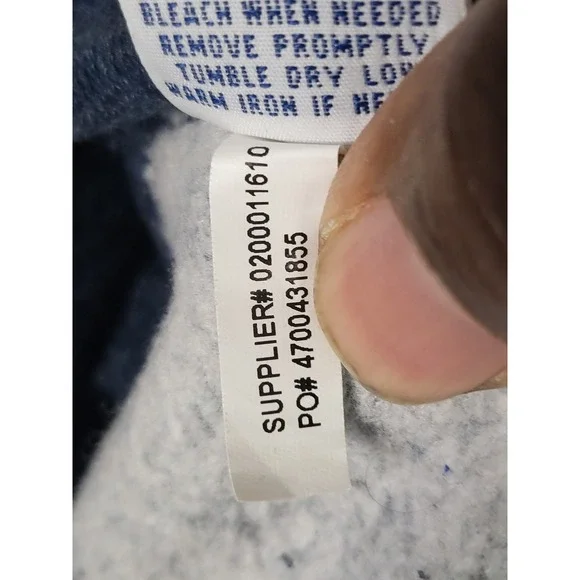 BLEACH WHEN NEEDED
REMOVE PROMPTLY
TUMBLE DRY LOW
WARM IRON IF
SUPPLIER# 0200011610
PO# 4700431855